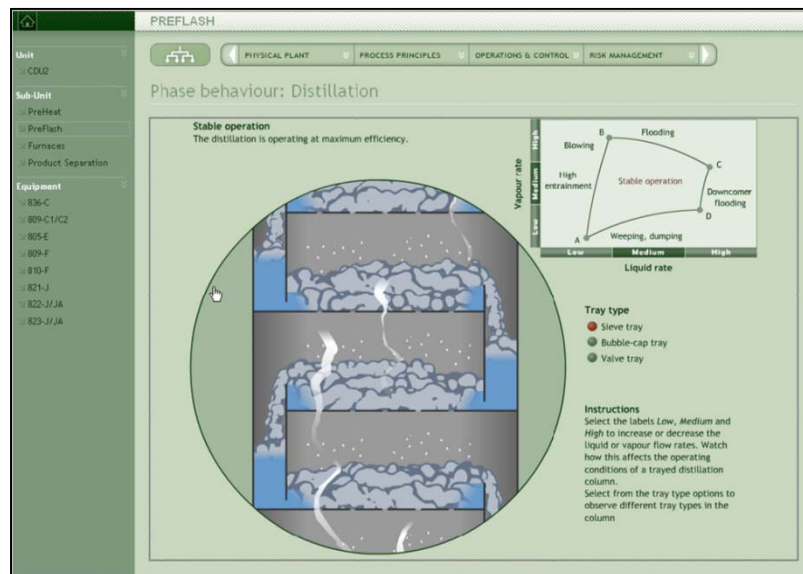 PREFLASH
Unit
CDU2
Sub-Unit
PreHeat
PreFlash
Furnaces
Product Separation
Equipment
836-C
809-C1/C2
805-E
809-F
810-F
821-J
822-J/JA
823-J/JA
PHYSICAL PLANT
PROCESS PRINCIPLES
OPERATIONS & CONTROL
RISK MANAGEMENT
Phase behaviour: Distillation
Stable operation
The distillation is operating at maximum efficiency.
Vapour rate
High
Medium
Low
B
Flooding
Blowing
C
High
entrainment
Stable operation
Downcomer
flooding
D
A
Weeping, dumping
Low
Medium
High
Liquid rate
Tray type
Sieve tray
Bubble-cap tray
Valve tray
Instructions
Select the labels Low, Medium and
High to increase or decrease the
liquid or vapour flow rates. Watch
how this affects the operating
conditions of a trayed distillation
column.
Select from the tray type options to
observe different tray types in the
column